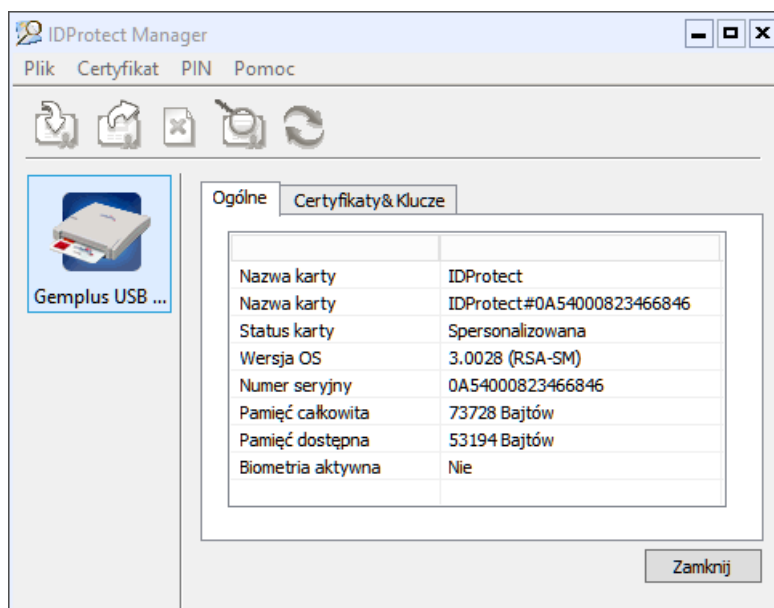 IDProtect Manager
Plik Certyfikat PIN Pomoc
Gemplus USB ...
Ogólne Certyfikaty& Klucze
Nazwa karty IDProtect
Nazwa karty IDProtect#0A54000823466846
Status karty Spersonalizowana
Wersja OS 3.0028 (RSA-SM)
Numer seryjny 0A54000823466846
Pamięć całkowita 73728 Bajtów
Pamięć dostępna 53194 Bajtów
Biometria aktywna Nie
Zamknij